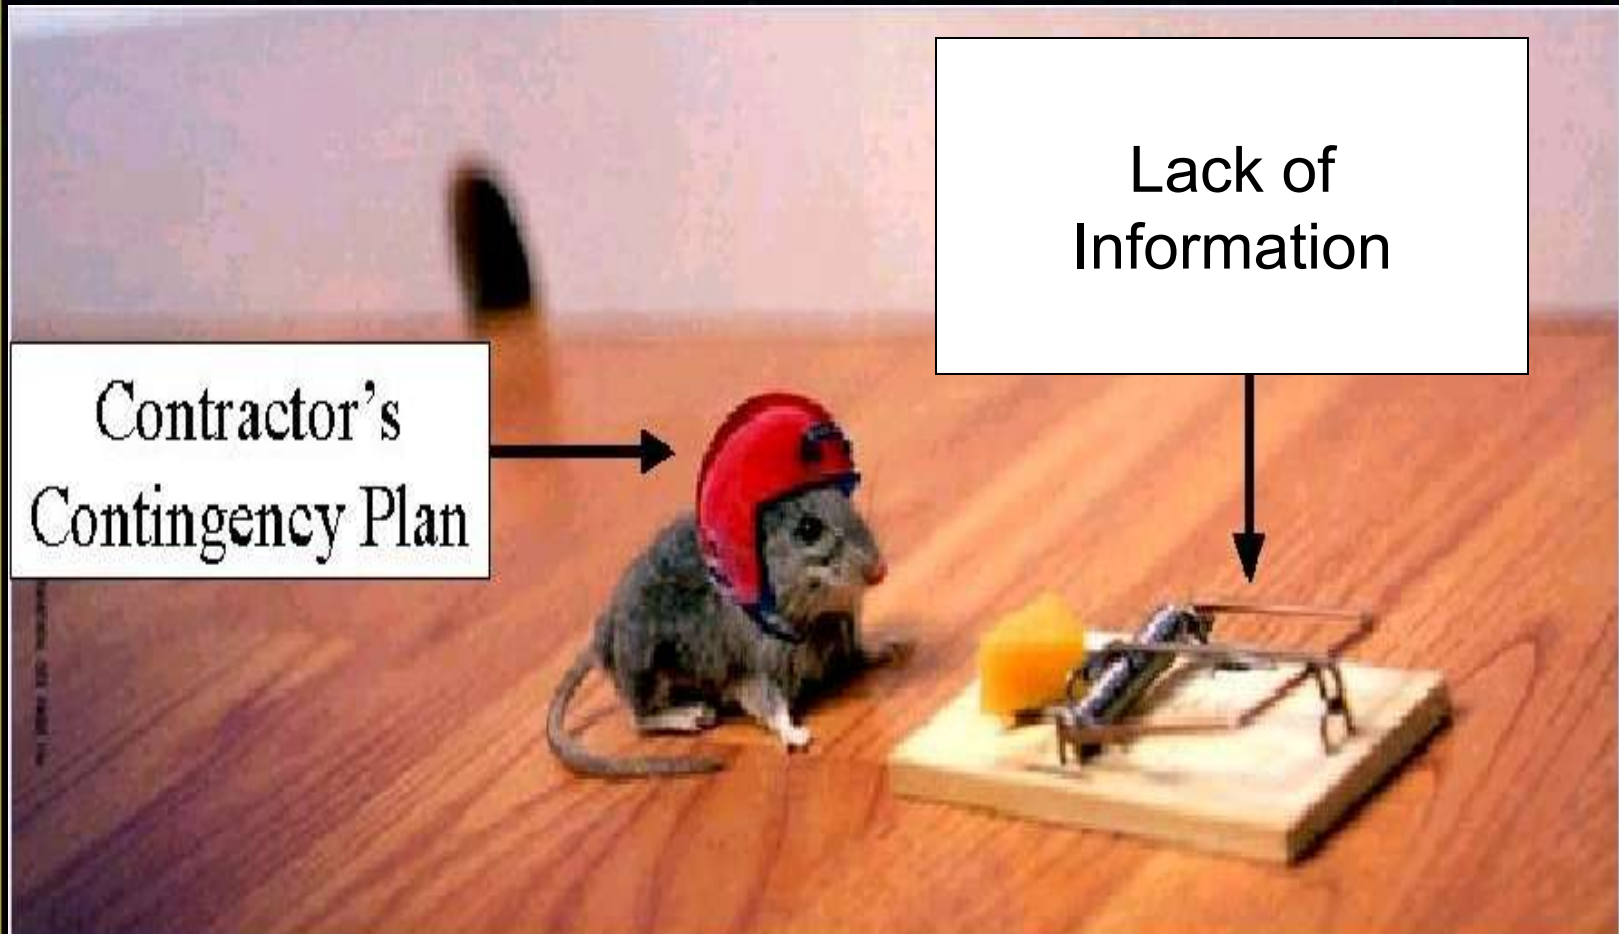 Lack of
Information
Contractor's
Contingency Plan